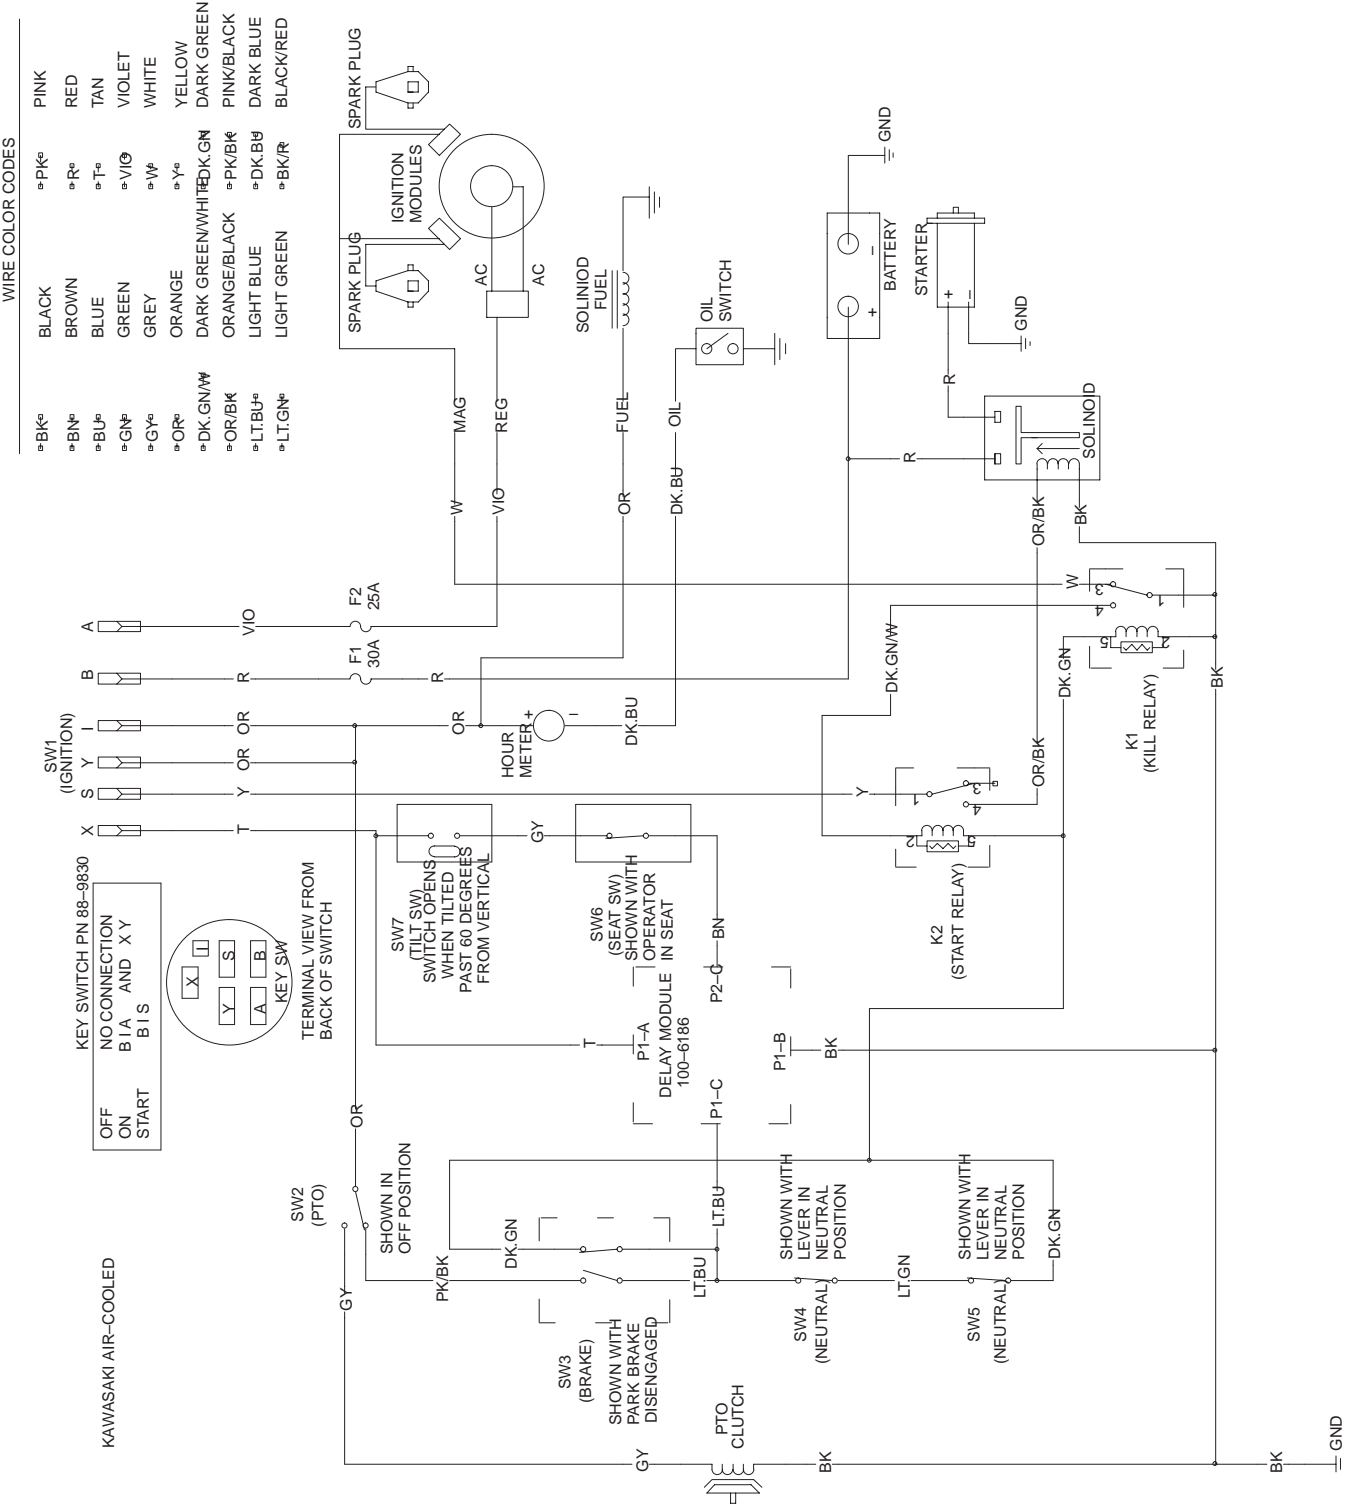 WIRE COLOR CODES
BK BLACK PK PINK
BN BROWN R RED
BU BLUE T TAN
GN GREEN VIO VIOLET
GY GREY W WHITE
OR ORANGE Y YELLOW
DK.GN/W DARK GREEN/WHITE DK.GN DARK GREEN
OR/BK ORANGE/BLACK PK/BK PINK/BLACK
LT.BU LIGHT BLUE DK.BU DARK BLUE
LT.GN LIGHT GREEN BK/R BLACK/RED
SPARK PLUG
SPARK PLUG
IGNITION
MODULES
AC
AC
SOLINIOD
FUEL
OIL
SWITCH
GND
BATTERY
+
–
STARTER
+
–
GND
R
SOLINOID
R
MAG
REG
FUEL
OIL
W
VIO
OR
DK.BU
OR/BK
BK
SW1
(IGNITION)
A
B
I
Y
S
X
VIO
R
OR
OR
Y
T
F2
25A
F1
30A
R
OR
HOUR
METER
+
–
DK.BU
Y
W
3
4
1
5
2
DK.GN/W
DK.GN
BK
K1
(KILL RELAY)
1
3
4
2
5
OR/BK
K2
(START RELAY)
KEY SWITCH PN 88–9830
OFF NO CONNECTION
ON B I A AND X Y
START B I S
X
I
Y
S
A
B
KEY SW
TERMINAL VIEW FROM
BACK OF SWITCH
SW7
(TILT SW)
SWITCH OPENS
WHEN TILTED
PAST 60 DEGREES
FROM VERTICAL
GY
SW6
(SEAT SW)
SHOWN WITH
OPERATOR
IN SEAT
BN
T
P1–A
P2–C
DELAY MODULE
100–6186
P1–C
P1–B
BK
OR
SW2
(PTO)
SHOWN IN
OFF POSITION
GY
PK/BK
DK.GN
LT.BU
LT.BU
SW3
(BRAKE)
SHOWN WITH
PARK BRAKE
DISENGAGED
SHOWN WITH
LEVER IN
NEUTRAL
POSITION
SW4
(NEUTRAL)
LT.GN
SHOWN WITH
LEVER IN
NEUTRAL
POSITION
SW5
(NEUTRAL)
DK.GN
KAWASAKI AIR–COOLED
GY
PTO
CLUTCH
BK
BK
GND